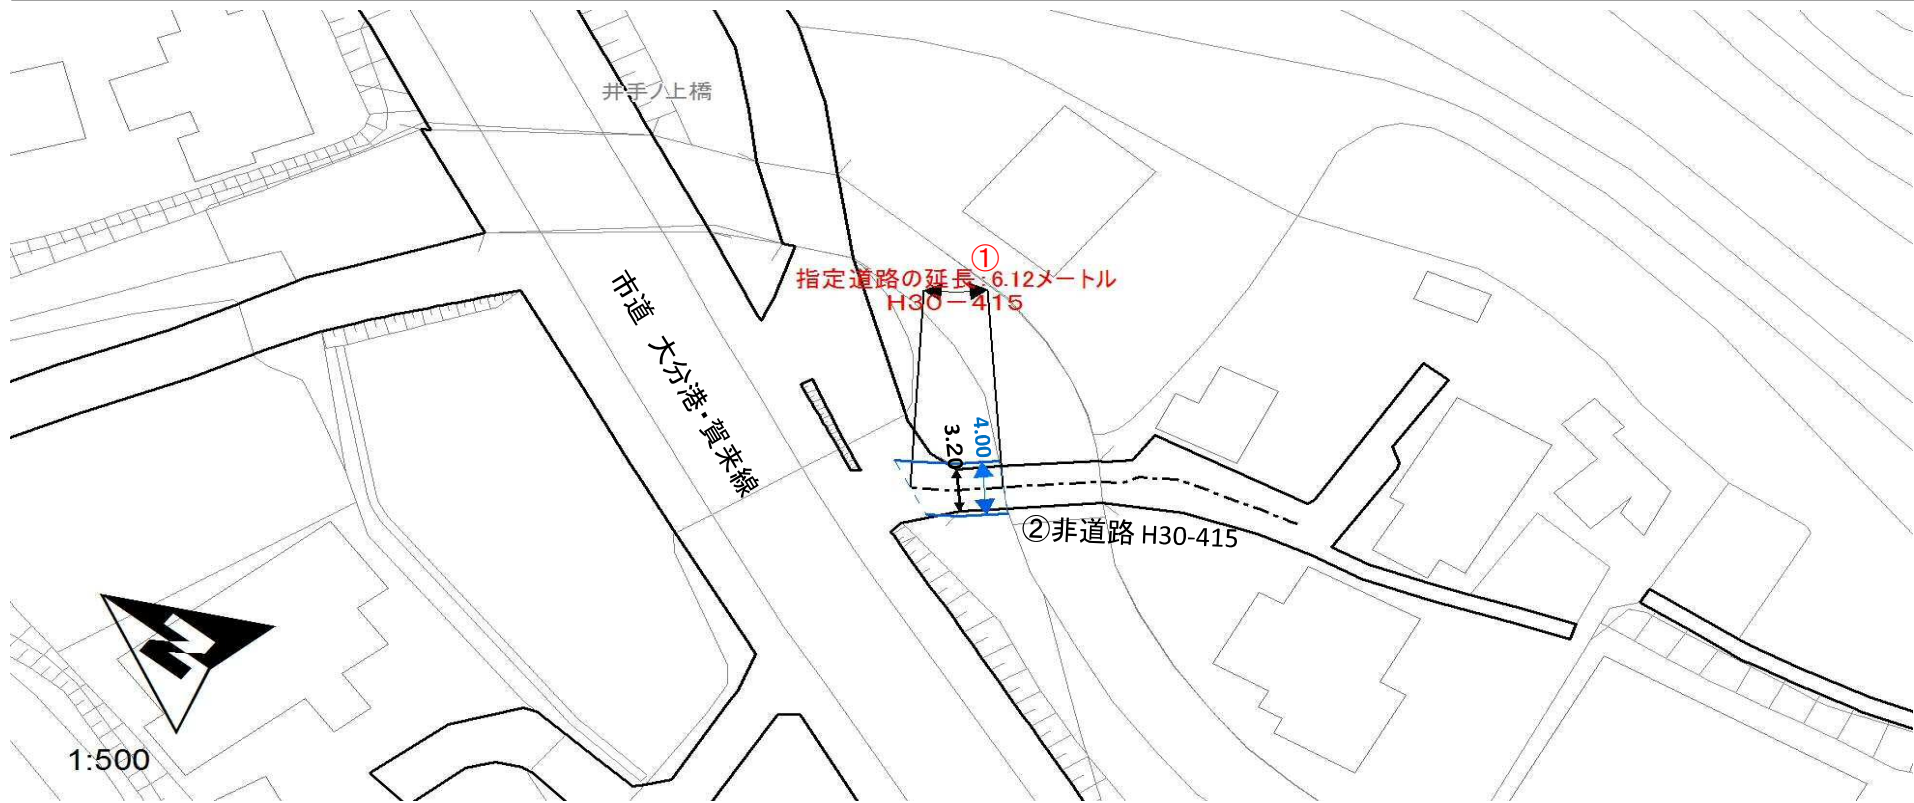 井手ノ上橋
①
指定道路の延長:6.12メートル
H30-415
市道 大分港・賀来線
4.00
3.20
②非道路 H30-415
N
1:500